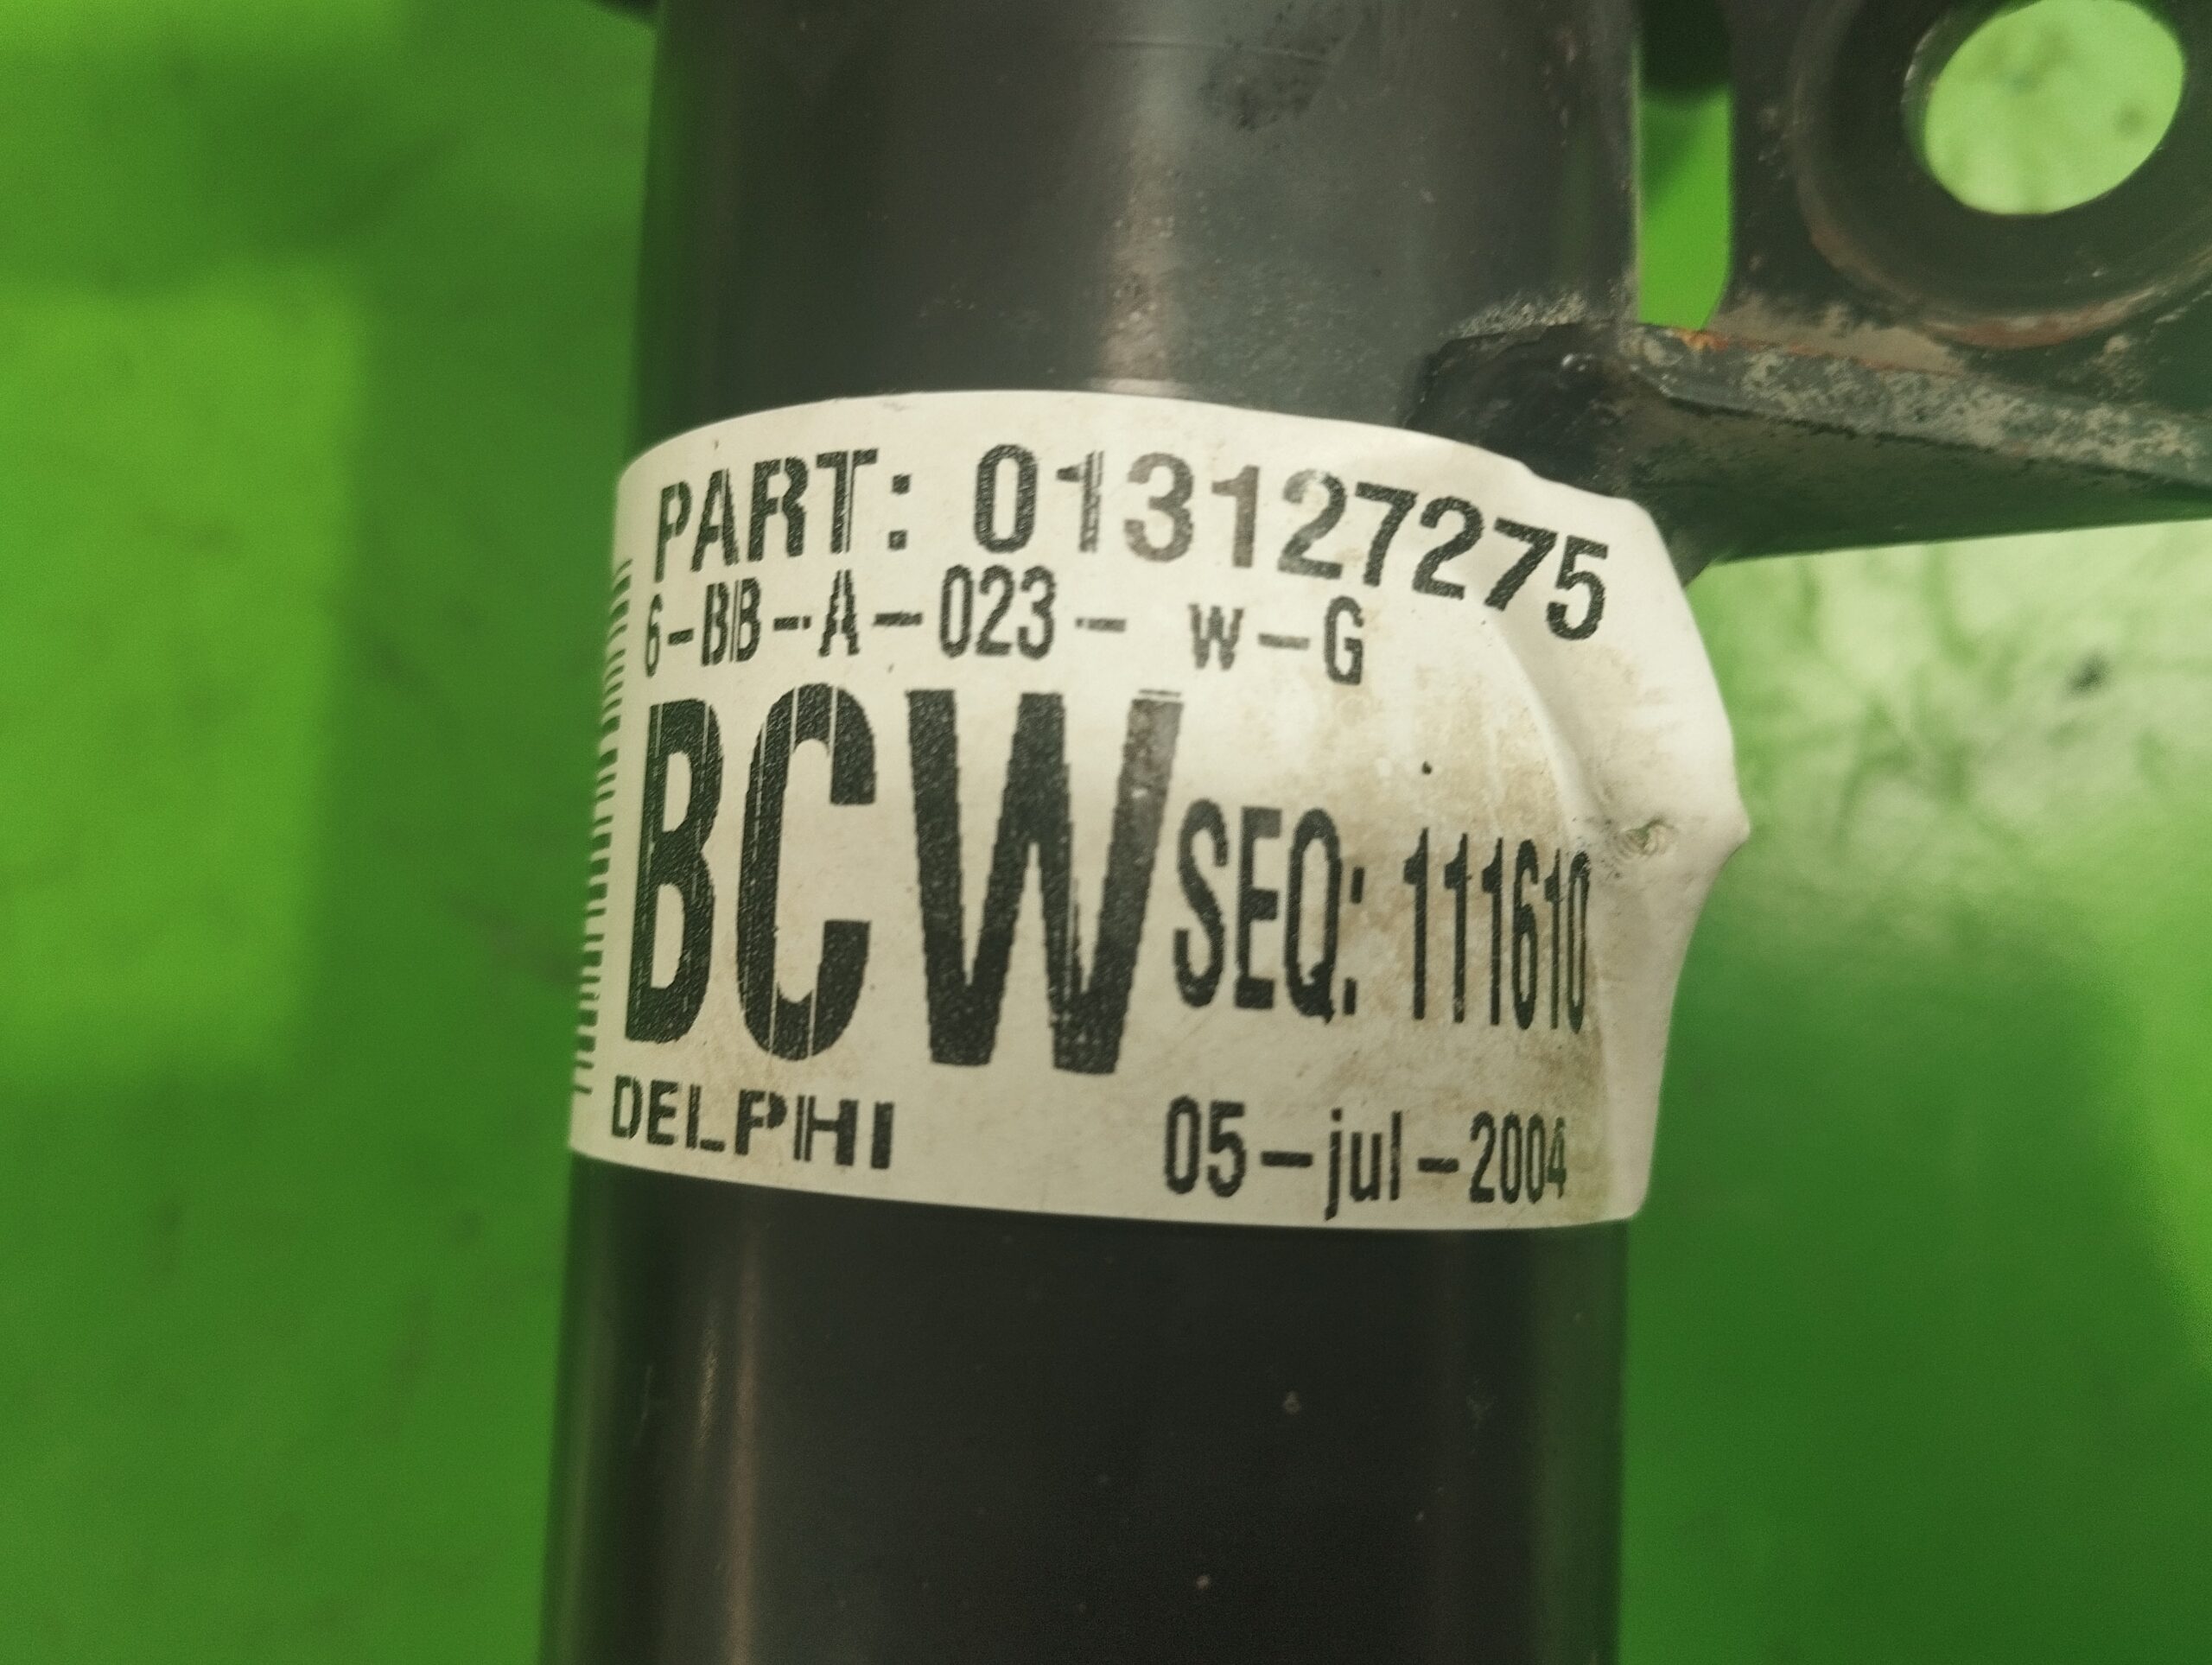 PART: 013127275
6-BB-A-023- W-G
BCW SEQ: 111610
DELPHI 05-jul-2004